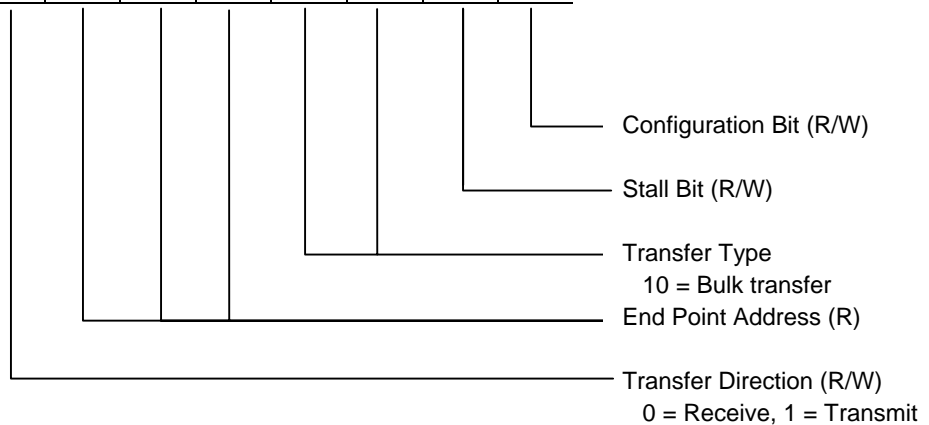 Configuration Bit (R/W)
Stall Bit (R/W)
Transfer Type
10 = Bulk transfer
End Point Address (R)
Transfer Direction (R/W)
0 = Receive, 1 = Transmit